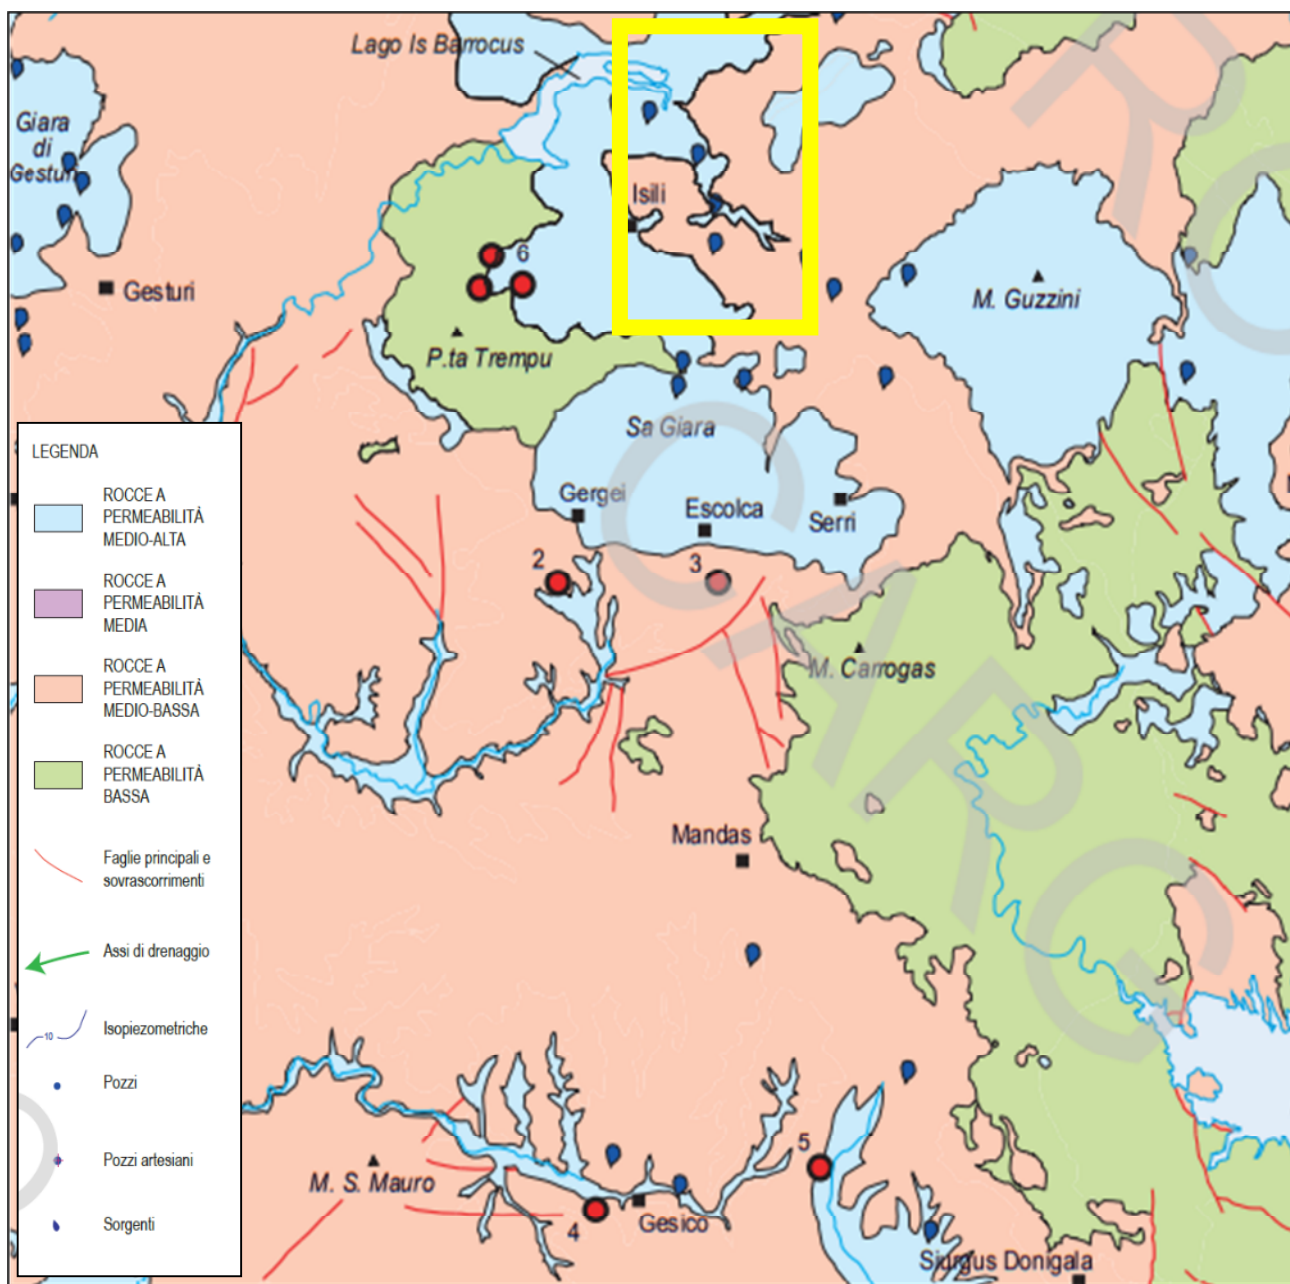 Lago Is Barrocus
Giara
di
Gesturi
Isili
6
Gesturi
M. Guzzini
P.ta Trempu
Sa Giara
Gergei
Escolca
Serri
2
3
M. Carrogas
Mandas
5
M. S. Mauro
4
Gesico
Siurgus Donigala
LEGENDA
ROCCE A
PERMEABILITÀ
MEDIO-ALTA
ROCCE A
PERMEABILITÀ
MEDIA
ROCCE A
PERMEABILITÀ
MEDIO-BASSA
ROCCE A
PERMEABILITÀ
BASSA
Faglie principali e
sovrascorrimenti
Assi di drenaggio
10
Isopiezometriche
Pozzi
Pozzi artesiani
Sorgenti
CARG
RO